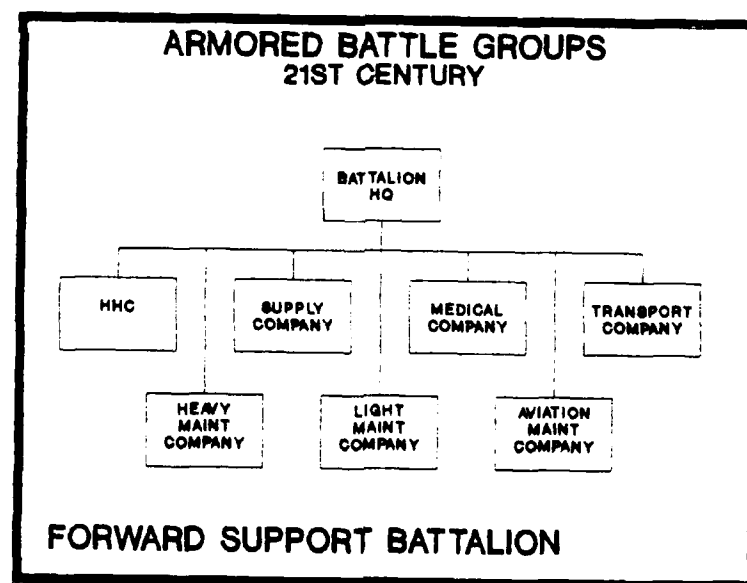 ARMORED BATTLE GROUPS
21ST CENTURY
BATTALION
HQ
HHC
SUPPLY
COMPANY
MEDICAL
COMPANY
TRANSPORT
COMPANY
HEAVY
MAINT
COMPANY
LIGHT
MAINT
COMPANY
AVIATION
MAINT
COMPANY
FORWARD SUPPORT BATTALION